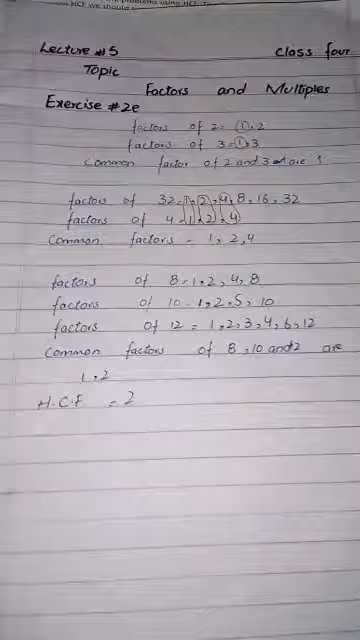 HCF we should
Lecture #5 class four
Topic
Factors and Multiples
Exercise #2e
factors of 2 = 1, 2
factors of 3 = 1, 3
Common factor of 2 and 3 are 1
factors of 32 = 1, 2, 4, 8, 16, 32
factors of 4 = 1, 2, 4
Common factors = 1, 2, 4
factors of 8 = 1, 2, 4, 8
factors of 10 = 1, 2, 5, 10
factors of 12 = 1, 2, 3, 4, 6, 12
Common factors of 8, 10 and 12 are
1, 2
H.C.F = 2